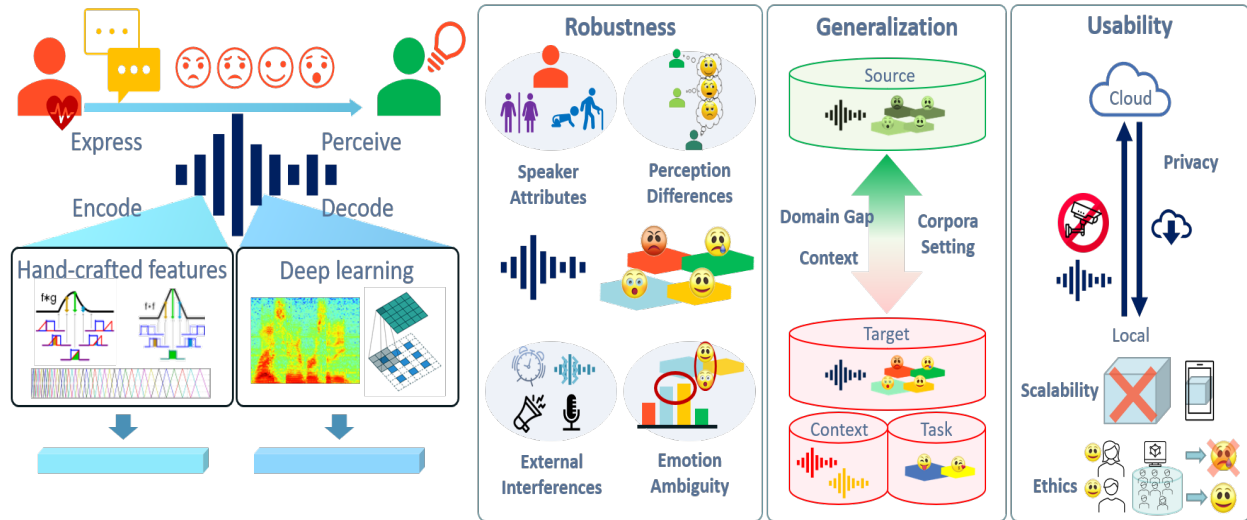 Express
Perceive
Encode
Decode
Hand-crafted features
f*g
f*f
Deep learning
Robustness
Speaker
Attributes
Perception
Differences
External
Interferences
Emotion
Ambiguity
Generalization
Source
Domain Gap
Context
Corpora
Setting
Target
Context
Task
Usability
Cloud
Privacy
Local
Scalability
Ethics